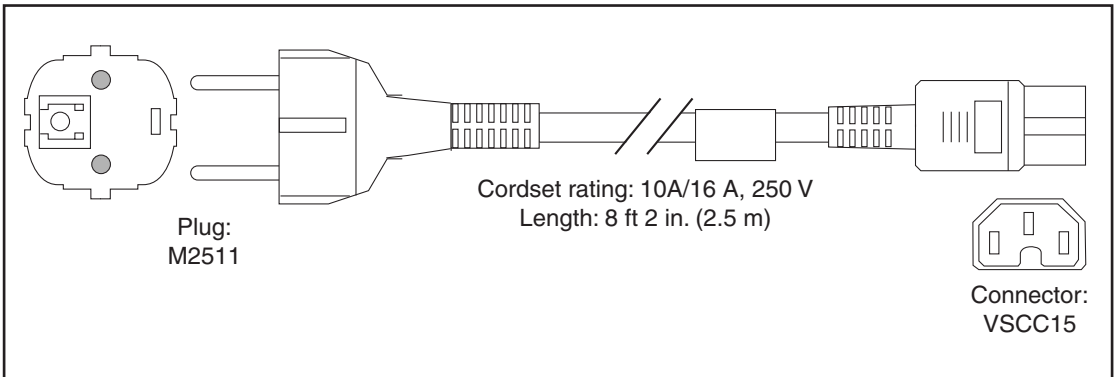 Cordset rating: 10A/16 A, 250 V
Length: 8 ft 2 in. (2.5 m)
Plug:
M2511
Connector:
VSCC15